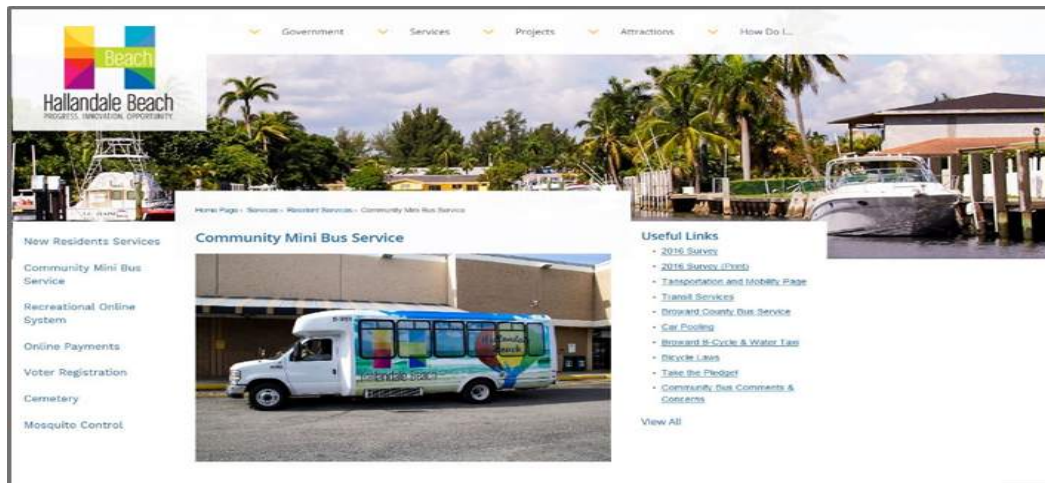 Government
Services
Projects
Attractions
How Do I...
Beach
Hallandale Beach
PROGRESS. INNOVATION. OPPORTUNITY.
Home Page › Services › Resident Services › Community Mini Bus Service
New Residents Services
Community Mini Bus
Service
Recreational Online
System
Online Payments
Voter Registration
Cemetery
Mosquito Control
Community Mini Bus Service
Hallandale
Beach
Hallandale Beach
Useful Links
2016 Survey
2016 Survey (Print)
Tansportation and Mobility Page
Transit Services
Broward County Bus Service
Car Pooling
Broward B-Cycle & Water Taxi
Bicycle Laws
Take the Pledge!
Community Bus Comments &
Concerns
View All